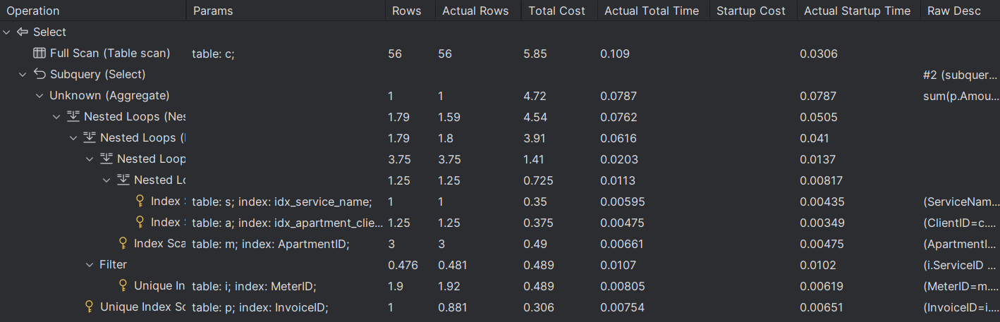 Operation Params Rows Actual Rows Total Cost Actual Total Time Startup Cost Actual Startup Time Raw Desc
Select
Full Scan (Table scan) table: c; 56 56 5.85 0.109 0.0306
Subquery (Select) #2 (subquer...
Unknown (Aggregate) 1 1 4.72 0.0787 0.0787 sum(p.Amou...
Nested Loops (Nes 1.79 1.59 4.54 0.0762 0.0505
Nested Loops ( 1.79 1.8 3.91 0.0616 0.041
Nested Loop 3.75 3.75 1.41 0.0203 0.0137
Nested Lo 1.25 1.25 0.725 0.0113 0.00817
Index table: s; index: idx_service_name; 1 1 0.35 0.00595 0.00435 (ServiceNam...
Index table: a; index: idx_apartment_clie... 1.25 1.25 0.375 0.00475 0.00349 (ClientID=c....
Index Sca table: m; index: ApartmentID; 3 3 0.49 0.00661 0.00475 (ApartmentI...
Filter 0.476 0.481 0.489 0.0107 0.0102 (i.ServiceID ...
Unique In table: i; index: MeterID; 1.9 1.92 0.489 0.00805 0.00619 (MeterID=m....
Unique Index Sc table: p; index: InvoiceID; 1 0.881 0.306 0.00754 0.00651 (InvoiceID=i....